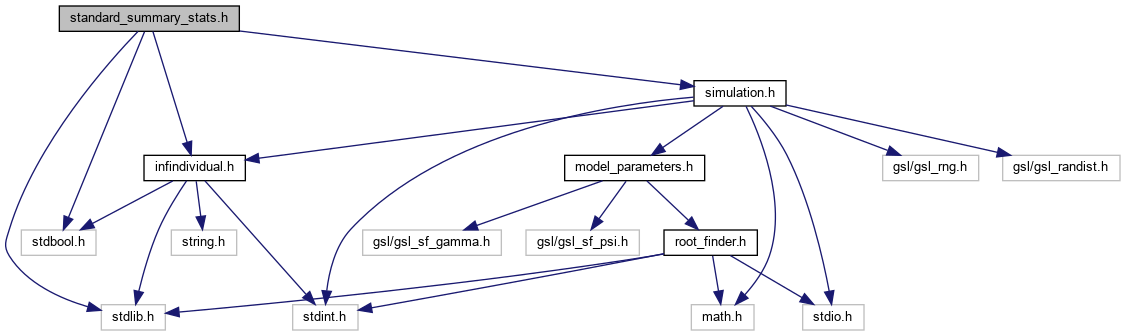 standard_summary_stats.h
simulation.h
infindividual.h
model_parameters.h
gsl/gsl_rng.h
gsl/gsl_randist.h
stdbool.h
string.h
gsl/gsl_sf_gamma.h
gsl/gsl_sf_psi.h
root_finder.h
stdlib.h
stdint.h
math.h
stdio.h